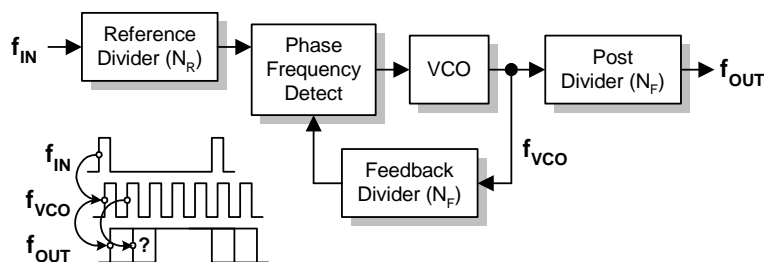 f_IN
Reference
Divider (N_R)
Phase
Frequency
Detect
VCO
Post
Divider (N_F)
f_OUT
f_VCO
Feedback
Divider (N_F)
f_IN
f_VCO
f_OUT
?